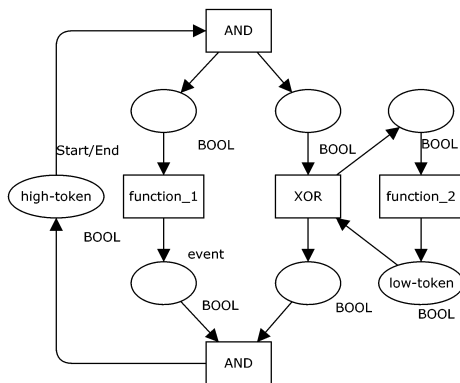 AND
BOOL
BOOL
BOOL
Start/End
high-token
function_1
XOR
function_2
BOOL
event
low-token
BOOL
BOOL
BOOL
AND